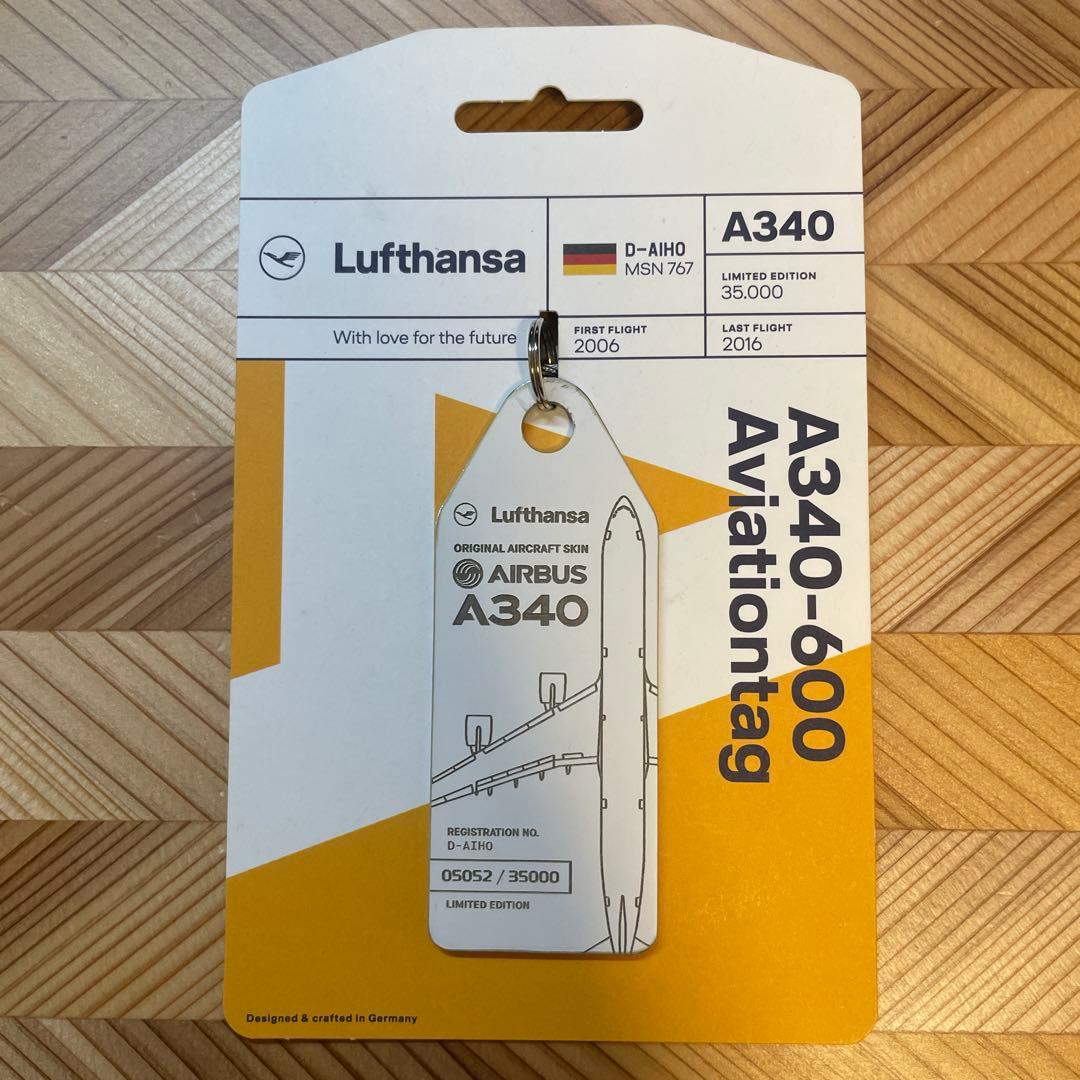 Lufthansa
D-AIHO
MSN 767
A340
LIMITED EDITION
35.000
With love for the future
FIRST FLIGHT
2006
LAST FLIGHT
2016
A340-600
Aviationtag
Lufthansa
ORIGINAL AIRCRAFT SKIN
AIRBUS
A340
REGISTRATION NO.
D-AIHO
05052 / 35000
LIMITED EDITION
Designed & crafted in Germany